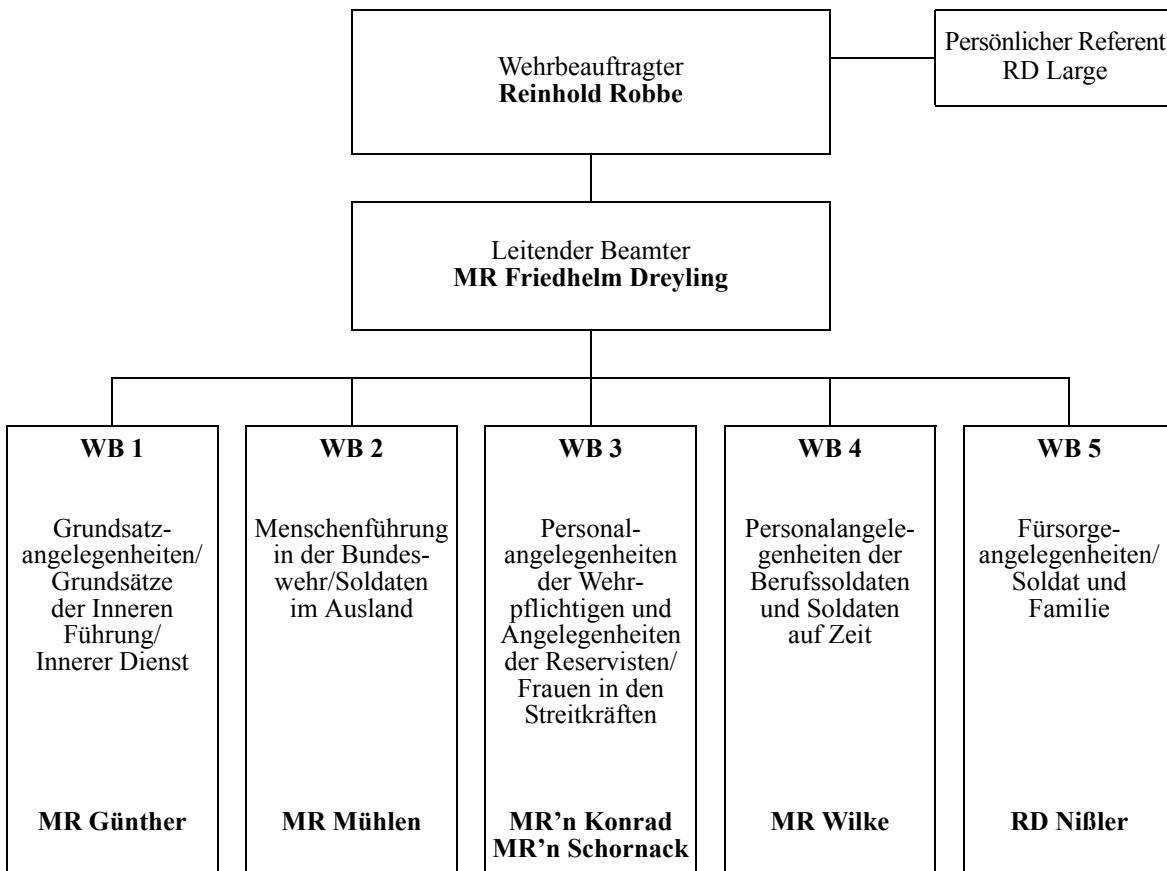 Wehrbeauftragter
Reinhold Robbe
Persönlicher Referent
RD Large
Leitender Beamter
MR Friedhelm Dreyling
WB 1
Grundsatz-
angelegenheiten/
Grundsätze
der Inneren
Führung/
Innerer Dienst
MR Günther
WB 2
Menschenführung
in der Bundes-
wehr/Soldaten
im Ausland
MR Mühlen
WB 3
Personal-
angelegenheiten
der Wehr-
pflichtigen und
Angelegenheiten
der Reservisten/
Frauen in den
Streitkräften
MR’n Konrad
MR’n Schornack
WB 4
Personalangele-
genheiten der
Berufssoldaten
und Soldaten
auf Zeit
MR Wilke
WB 5
Fürsorge-
angelegenheiten/
Soldat und
Familie
RD Nißler